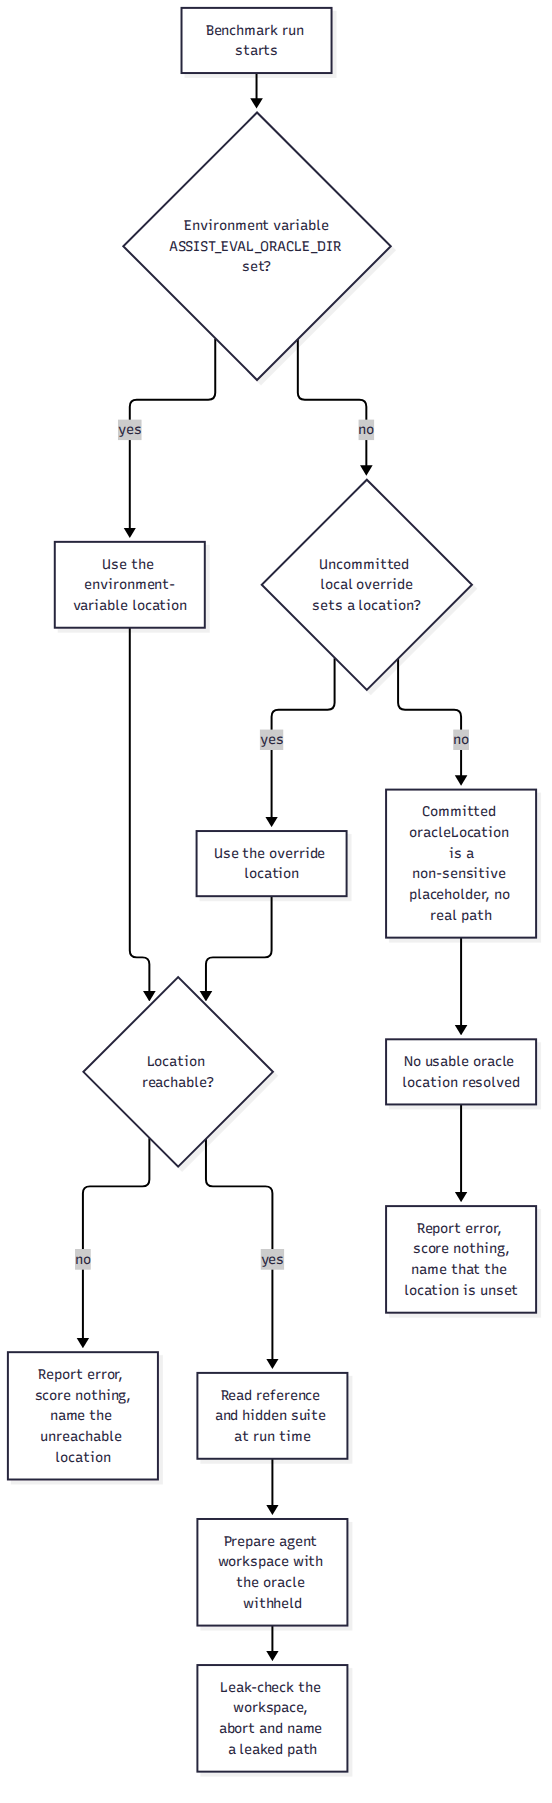 Benchmark run
starts
Environment variable
ASSIST_EVAL_ORACLE_DIR
set?
yes
no
Use the
environment-
variable location
Uncommitted
local override
sets a location?
yes
no
Use the override
location
Committed
oracleLocation
is a
non-sensitive
placeholder, no
real path
Location
reachable?
No usable oracle
location resolved
no
yes
Report error,
score nothing,
name that the
location is unset
Report error,
score nothing,
name the
unreachable
location
Read reference
and hidden suite
at run time
Prepare agent
workspace with
the oracle
withheld
Leak-check the
workspace,
abort and name
a leaked path